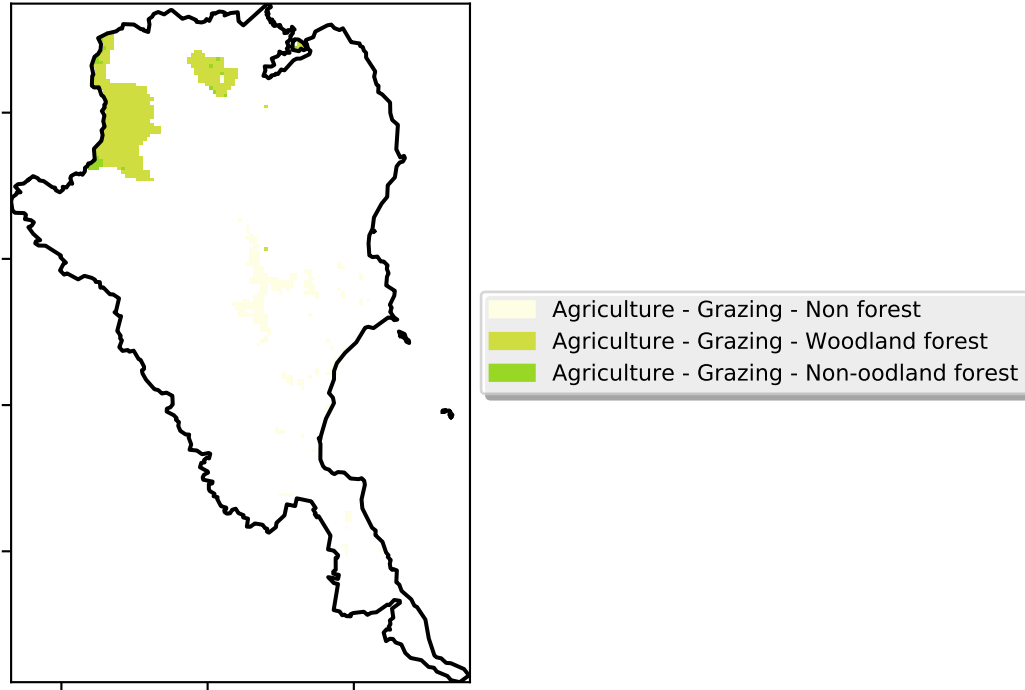 Agriculture - Grazing - Non forest
Agriculture - Grazing - Woodland forest
Agriculture - Grazing - Non-oodland forest